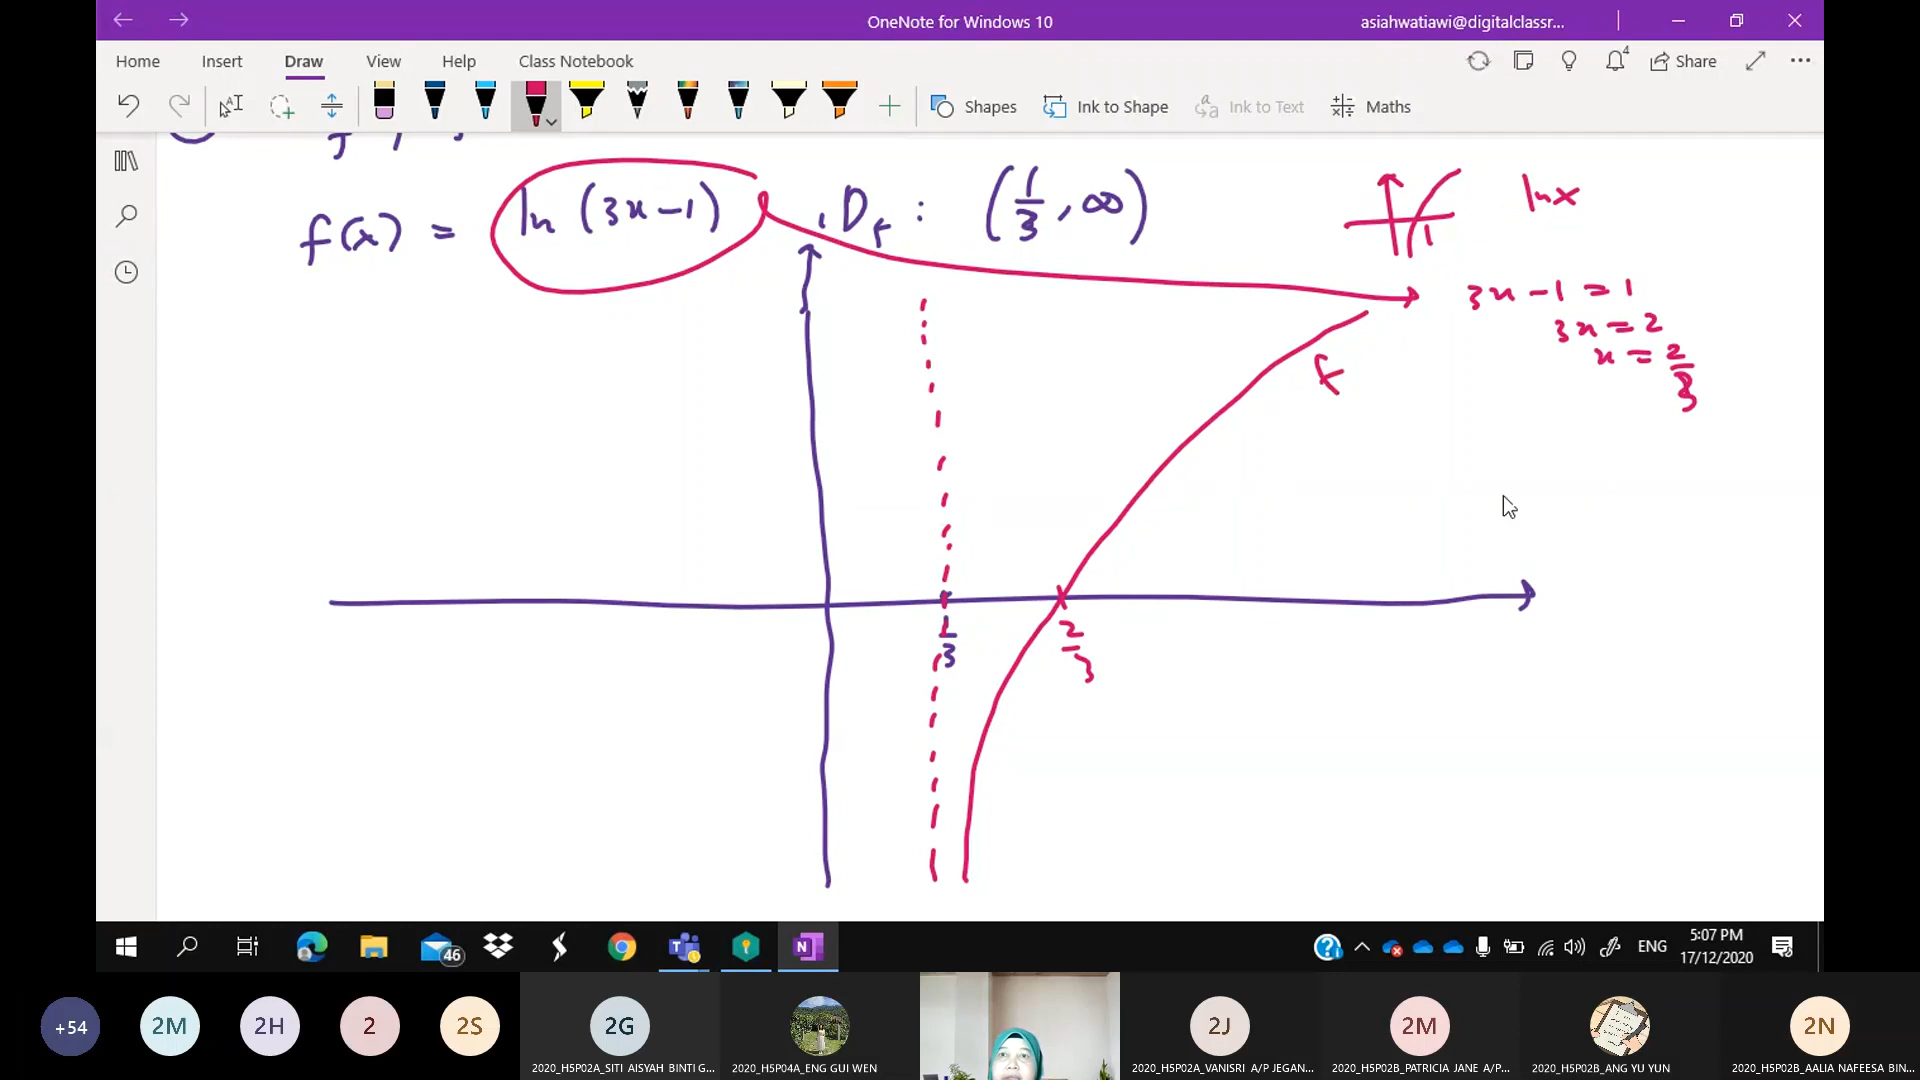 OneNote for Windows 10
asiahwatiawi@digitalclassr...
Home Insert Draw View Help Class Notebook
4
Share
Shapes Ink to Shape Ink to Text Maths
f(x) = ln (3x-1) , D_f : (1/3, ∞)
ln x
1
3x - 1 = 1
3x = 2
x = 2/3
f
1/3
2/3
46
ENG
5:07 PM
17/12/2020
+54 2M 2H 2 2S 2G 2J 2M 2N
2020_H5P02A_SITI AISYAH BINTI G...
2020_H5P04A_ENG GUI WEN
2020_H5P02A_VANISRI A/P JEGAN...
2020_H5P02B_PATRICIA JANE A/P...
2020_H5P02B_ANG YU YUN
2020_H5P02B_AALIA NAFEESA BIN...